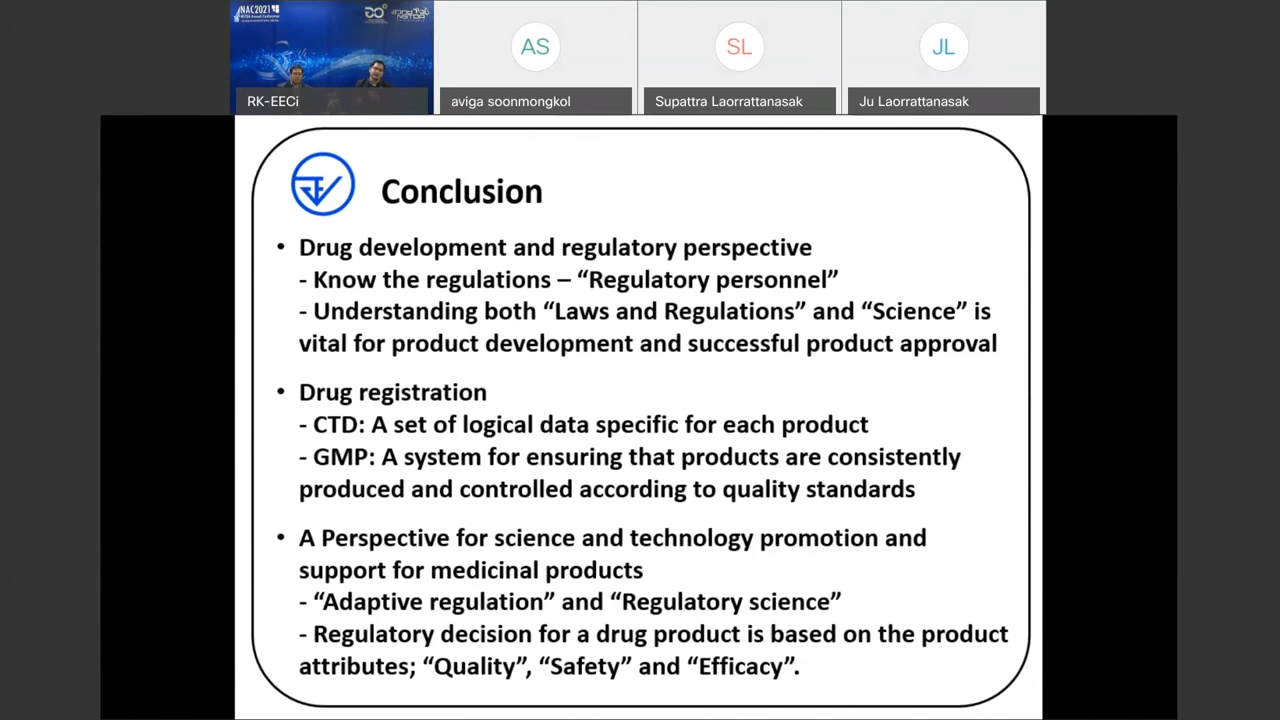 NAC2021
NSTDA Annual Conference
RK-EECi
AS
aviga soonmongkol
SL
Supattra Laorrattanasak
JL
Ju Laorrattanasak
Conclusion
• Drug development and regulatory perspective
- Know the regulations – “Regulatory personnel”
- Understanding both “Laws and Regulations” and “Science” is
vital for product development and successful product approval
• Drug registration
- CTD: A set of logical data specific for each product
- GMP: A system for ensuring that products are consistently
produced and controlled according to quality standards
• A Perspective for science and technology promotion and
support for medicinal products
- “Adaptive regulation” and “Regulatory science”
- Regulatory decision for a drug product is based on the product
attributes; “Quality”, “Safety” and “Efficacy”.